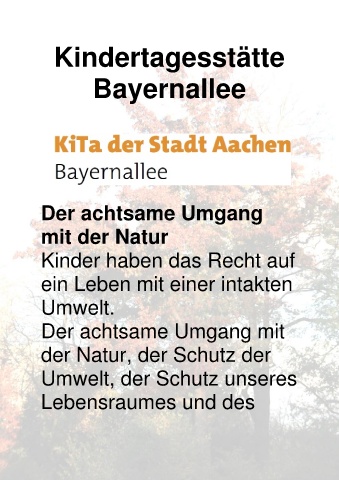 Kindertagesstätte
Bayernallee
KiTa der Stadt Aachen
Bayernallee
Der achtsame Umgang
mit der Natur
Kinder haben das Recht auf
ein Leben mit einer intakten
Umwelt.
Der achtsame Umgang mit
der Natur, der Schutz der
Umwelt, der Schutz unseres
Lebensraumes und des